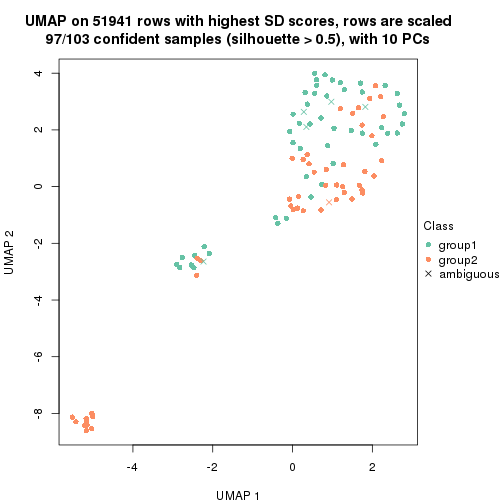 UMAP on 51941 rows with highest SD scores, rows are scaled
97/103 confident samples (silhouette > 0.5), with 10 PCs
4
2
0
-2
-4
-6
-8
UMAP 2
-4
-2
0
2
UMAP 1
Class
group1
group2
ambiguous